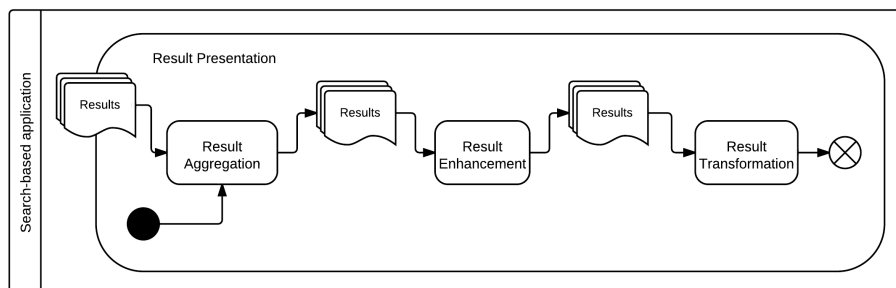 Search-based application
Result Presentation
Results
Result
Aggregation
Results
Result
Enhancement
Results
Result
Transformation